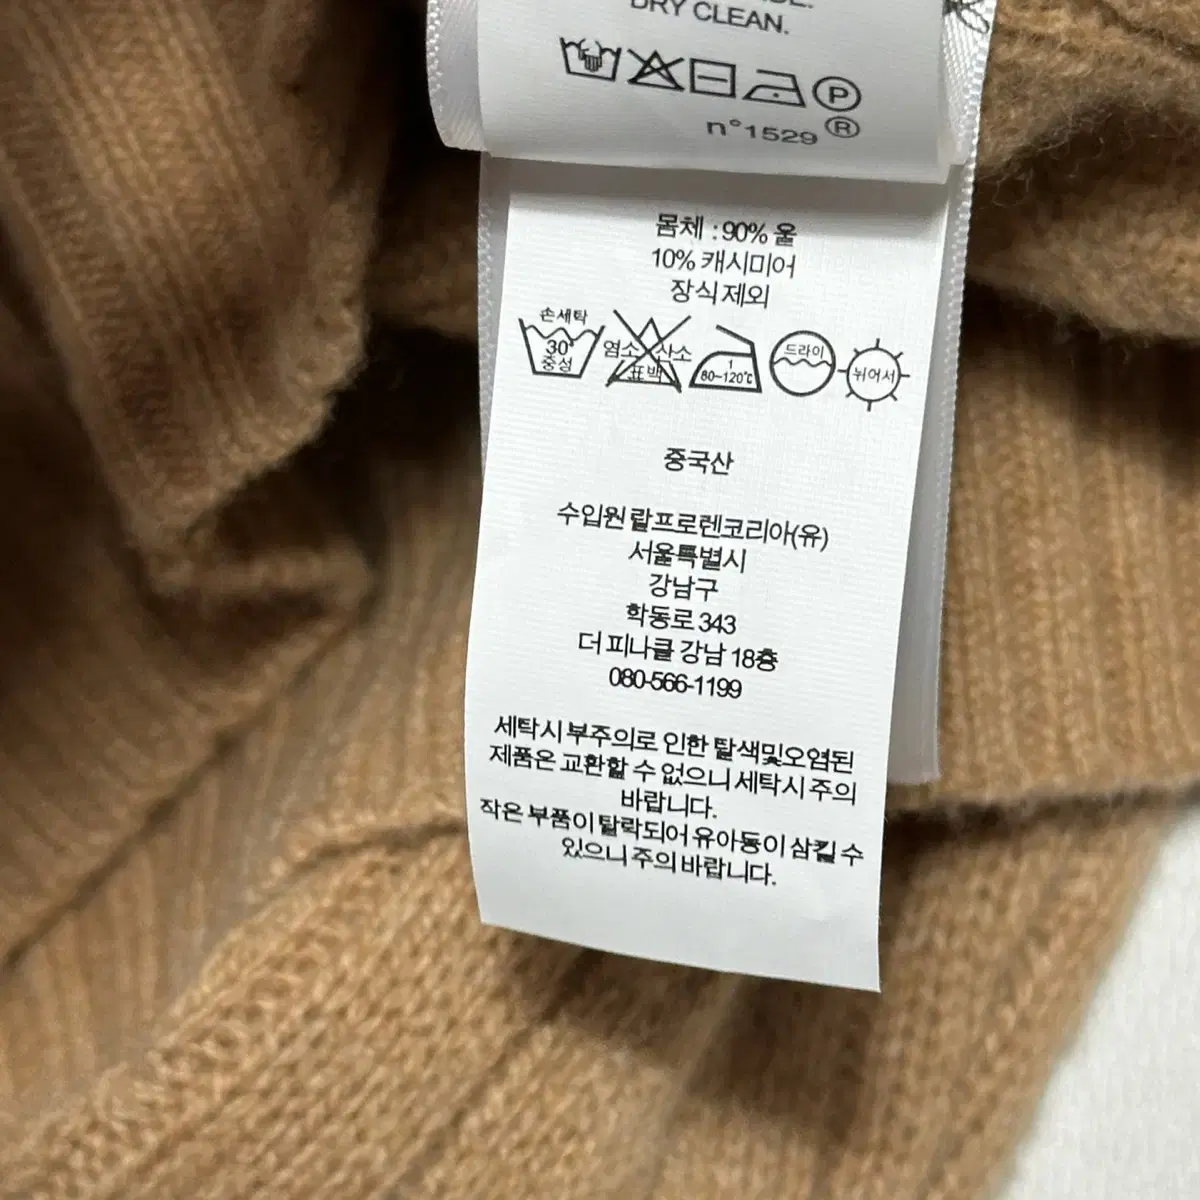 DRY CLEAN.
P
n°1529 ®
몸체 : 90% 울
10% 캐시미어
장식 제외
손세탁
30°
중성
염소 산소
표백
80~120℃
드라이
뉘어서
중국산
수입원 랄프로렌코리아(유)
서울특별시
강남구
학동로 343
더 피나클 강남 18층
080-566-1199
세탁시 부주의로 인한 탈색및오염된
제품은 교환할 수 없으니 세탁시 주의
바랍니다.
작은 부품이 탈락되어 유아동이 삼킬 수
있으니 주의 바랍니다.